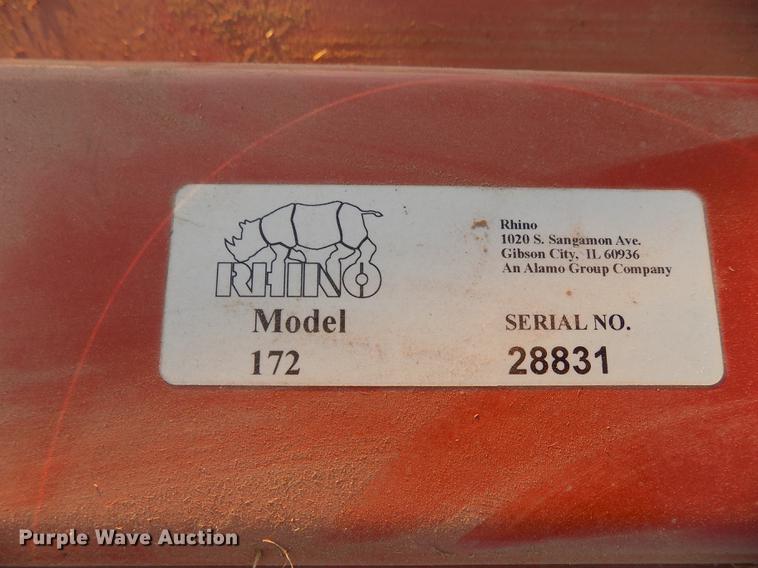 RHINO
Model
172
Rhino
1020 S. Sangamon Ave.
Gibson City, IL 60936
An Alamo Group Company
SERIAL NO.
28831
Purple Wave Auction